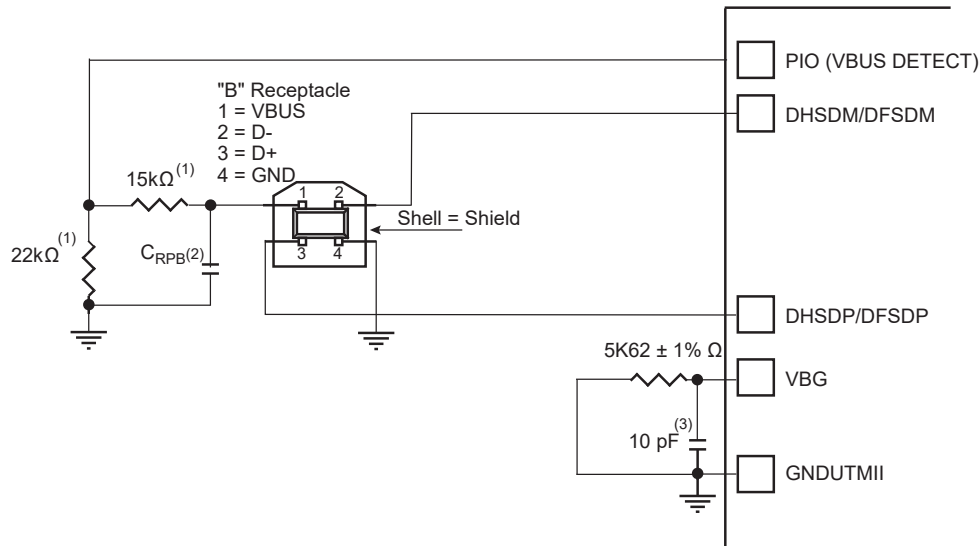 PIO (VBUS DETECT)
"B" Receptacle
1 = VBUS
2 = D-
3 = D+
4 = GND
DHSDM/DFSDM
15kΩ(1)
1 2
Shell = Shield
22kΩ(1)
CRPB(2)
3 4
DHSDP/DFSDP
5K62 ± 1% Ω
VBG
10 pF(3)
GNDUTMII